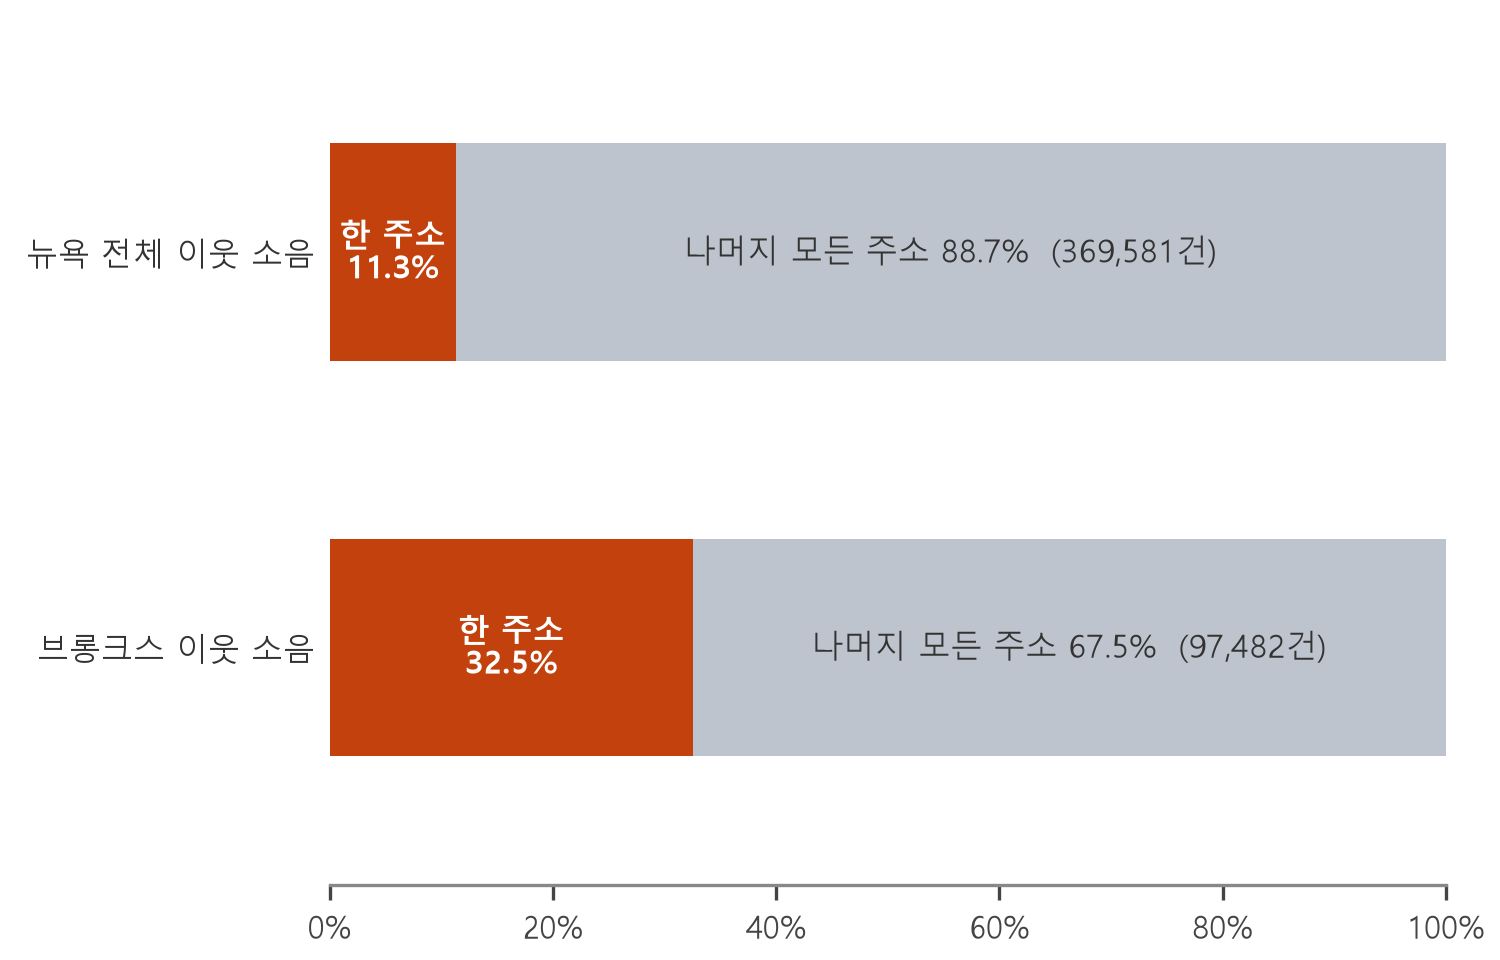 뉴욕 전체 이웃 소음
한 주소
11.3%
나머지 모든 주소 88.7% (369,581건)
브롱크스 이웃 소음
한 주소
32.5%
나머지 모든 주소 67.5% (97,482건)
0%
20%
40%
60%
80%
100%